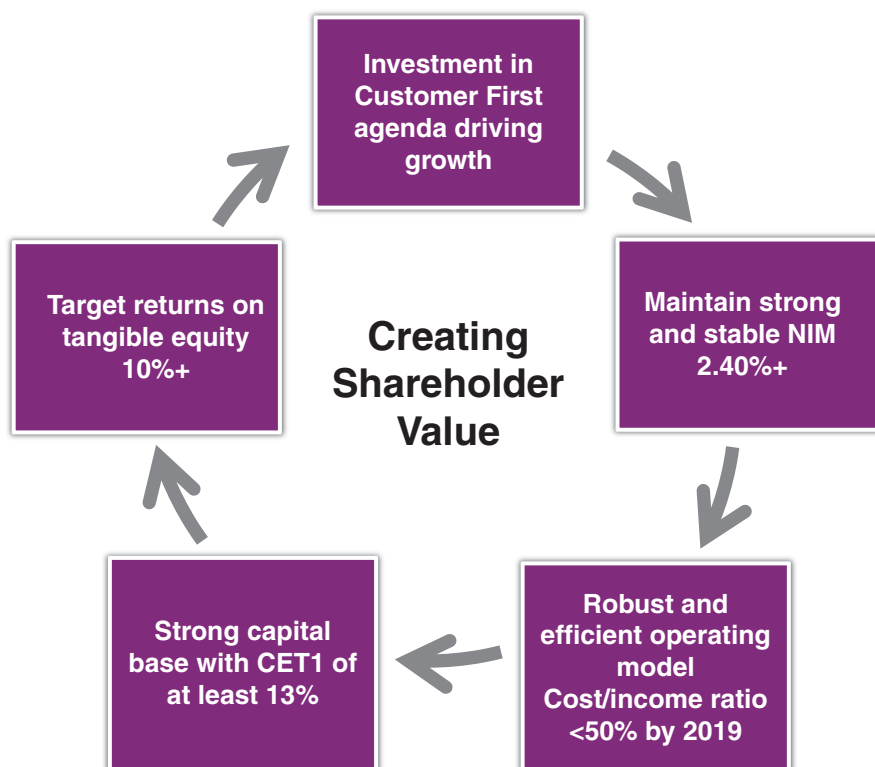 Investment in
Customer First
agenda driving
growth
Maintain strong
and stable NIM
2.40%+
Robust and
efficient operating
model
Cost/income ratio
<50% by 2019
Strong capital
base with CET1 of
at least 13%
Target returns on
tangible equity
10%+
Creating
Shareholder
Value